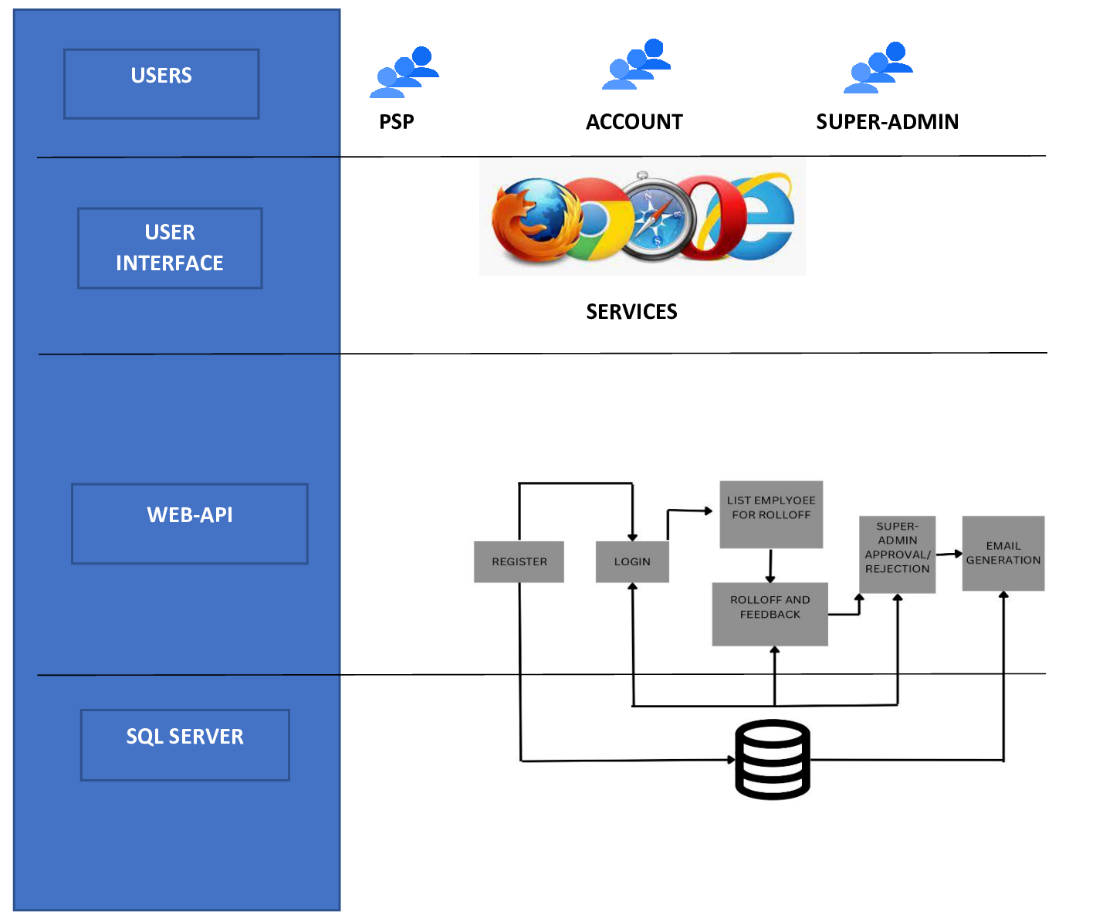 USERS
PSP
ACCOUNT
SUPER-ADMIN
USER
INTERFACE
SERVICES
WEB-API
REGISTER
LOGIN
LIST EMPLYOEE
FOR ROLLOFF
ROLLOFF AND
FEEDBACK
SUPER-
ADMIN
APPROVAL/
REJECTION
EMAIL
GENERATION
SQL SERVER